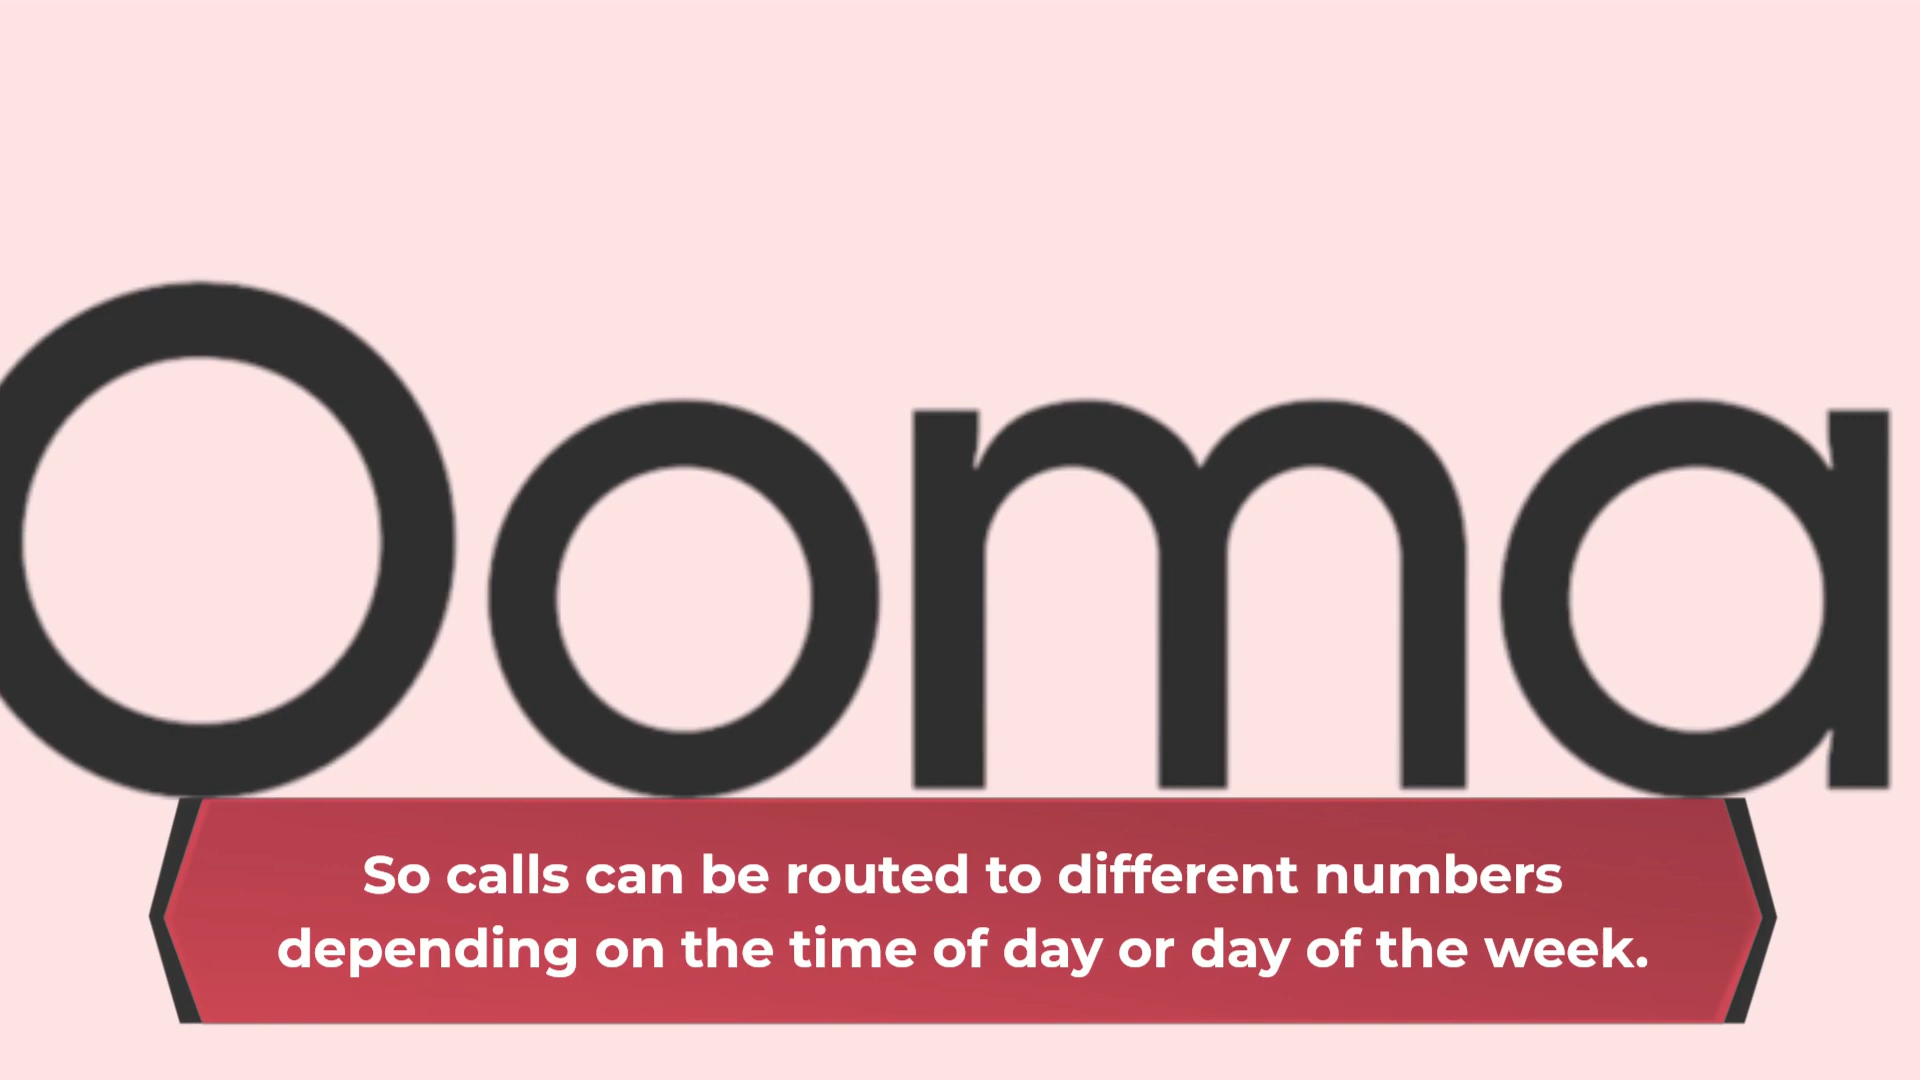 Ooma
So calls can be routed to different numbers
depending on the time of day or day of the week.